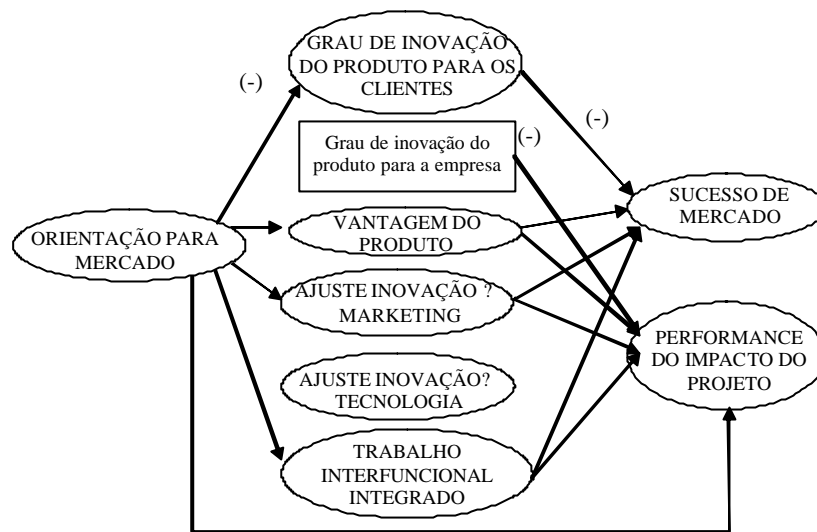 GRAU DE INOVAÇÃO
DO PRODUTO PARA OS
CLIENTES
(-)
(-)
Grau de inovação do
produto para a empresa
(-)
SUCESSO DE
MERCADO
ORIENTAÇÃO PARA
MERCADO
VANTAGEM DO
PRODUTO
AJUSTE INOVAÇÃO ?
MARKETING
PERFORMANCE
DO IMPACTO DO
PROJETO
AJUSTE INOVAÇÃO?
TECNOLOGIA
TRABALHO
INTERFUNCIONAL
INTEGRADO